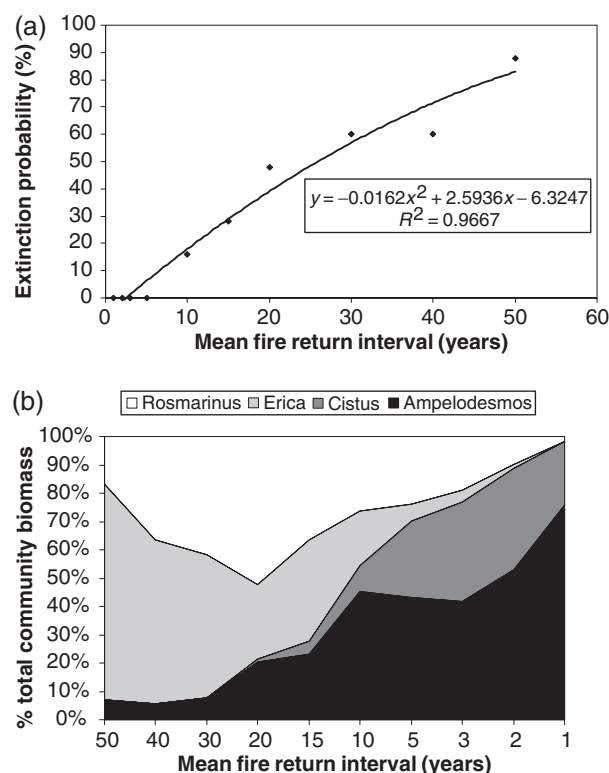 (a)
100
90
80
70
60
50
40
30
20
10
0
Extinction probability (%)
y = −0.0162x² + 2.5936x − 6.3247
R² = 0.9667
0 10 20 30 40 50 60
Mean fire return interval (years)
(b)
Rosmarinus Erica Cistus Ampelodesmos
100%
90%
80%
70%
60%
50%
40%
30%
20%
10%
0%
% total community biomass
50 40 30 20 15 10 5 3 2 1
Mean fire return interval (years)